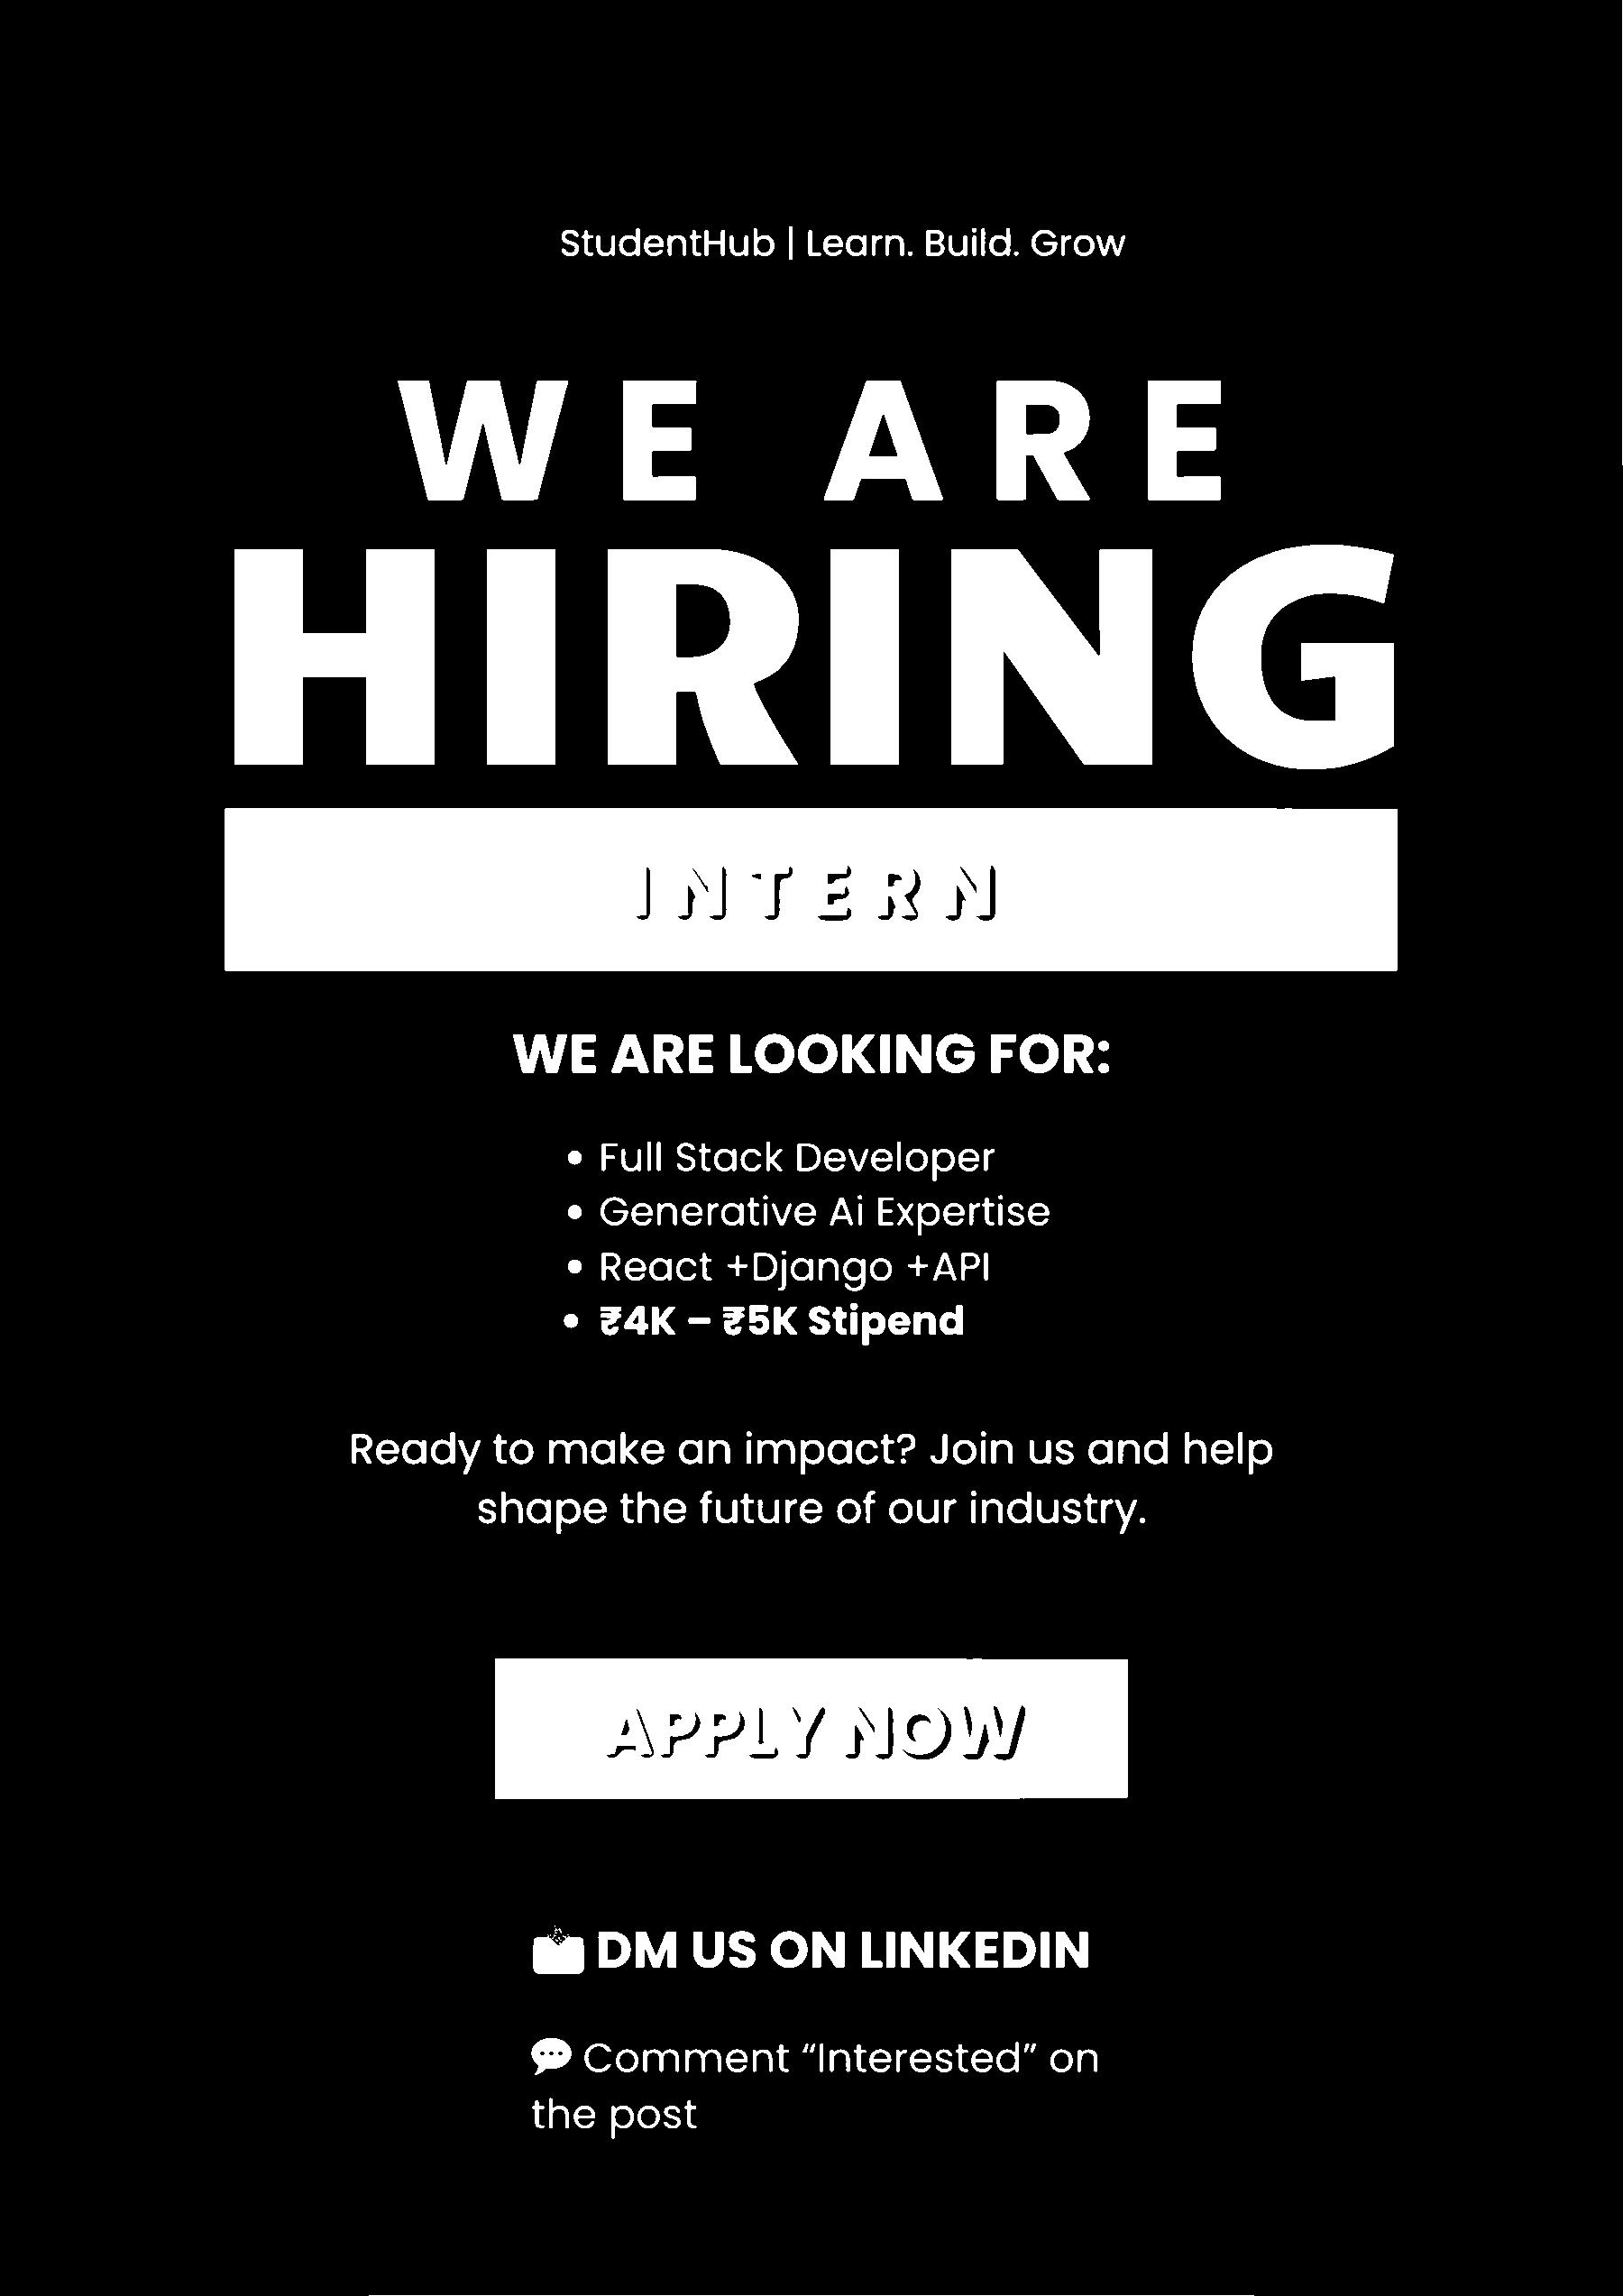 StudentHub | Learn. Build. Grow
WE ARE
HIRING
INTERN
WE ARE LOOKING FOR:
• Full Stack Developer
• Generative Ai Expertise
• React +Django +API
• ₹4K – ₹5K Stipend
Ready to make an impact? Join us and help
shape the future of our industry.
APPLY NOW
📩 DM US ON LINKEDIN
💬 Comment “Interested” on
the post